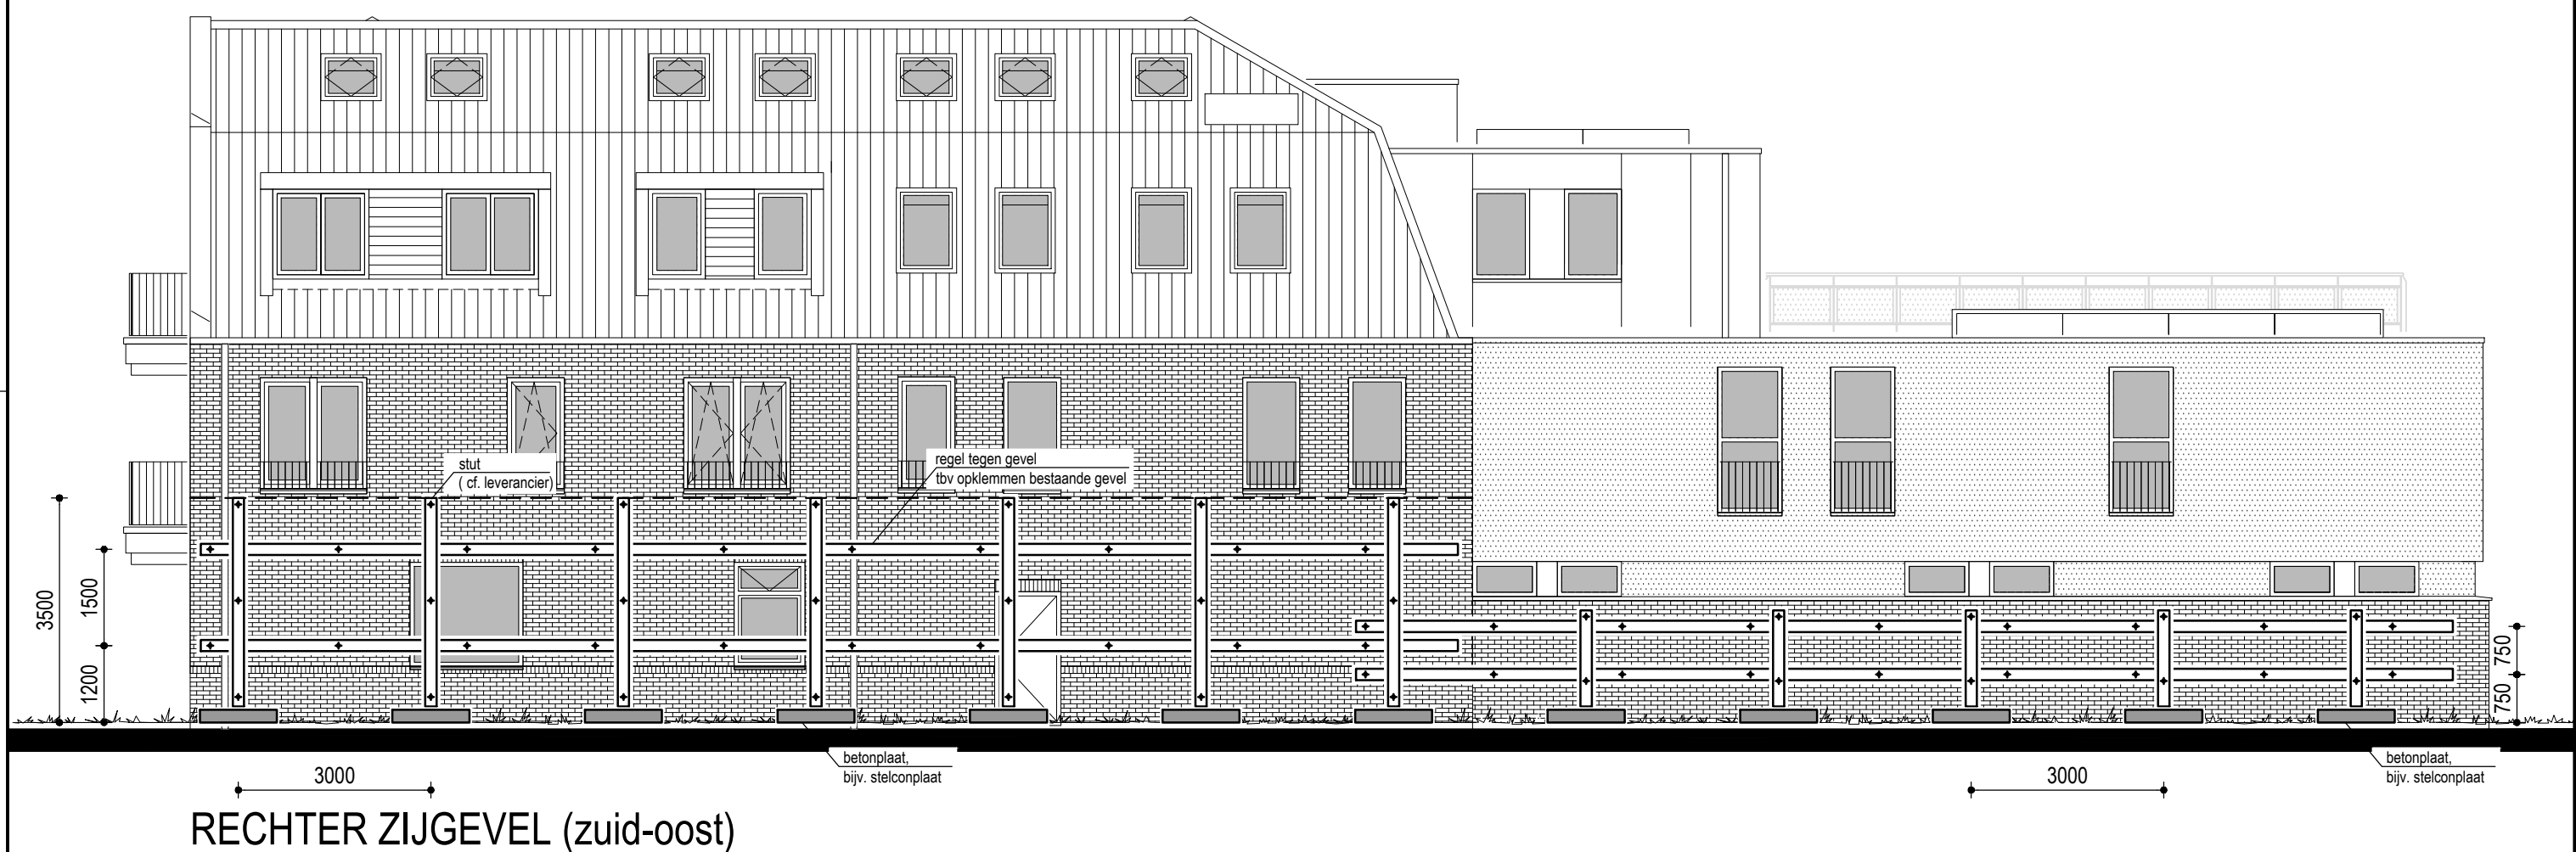 stut
( cf. leverancier)
regel tegen gevel
tbv opklemmen bestaande gevel
3500
1500
1200
750
750
betonplaat,
bijv. stelconplaat
betonplaat,
bijv. stelconplaat
3000
3000
RECHTER ZIJGEVEL (zuid-oost)